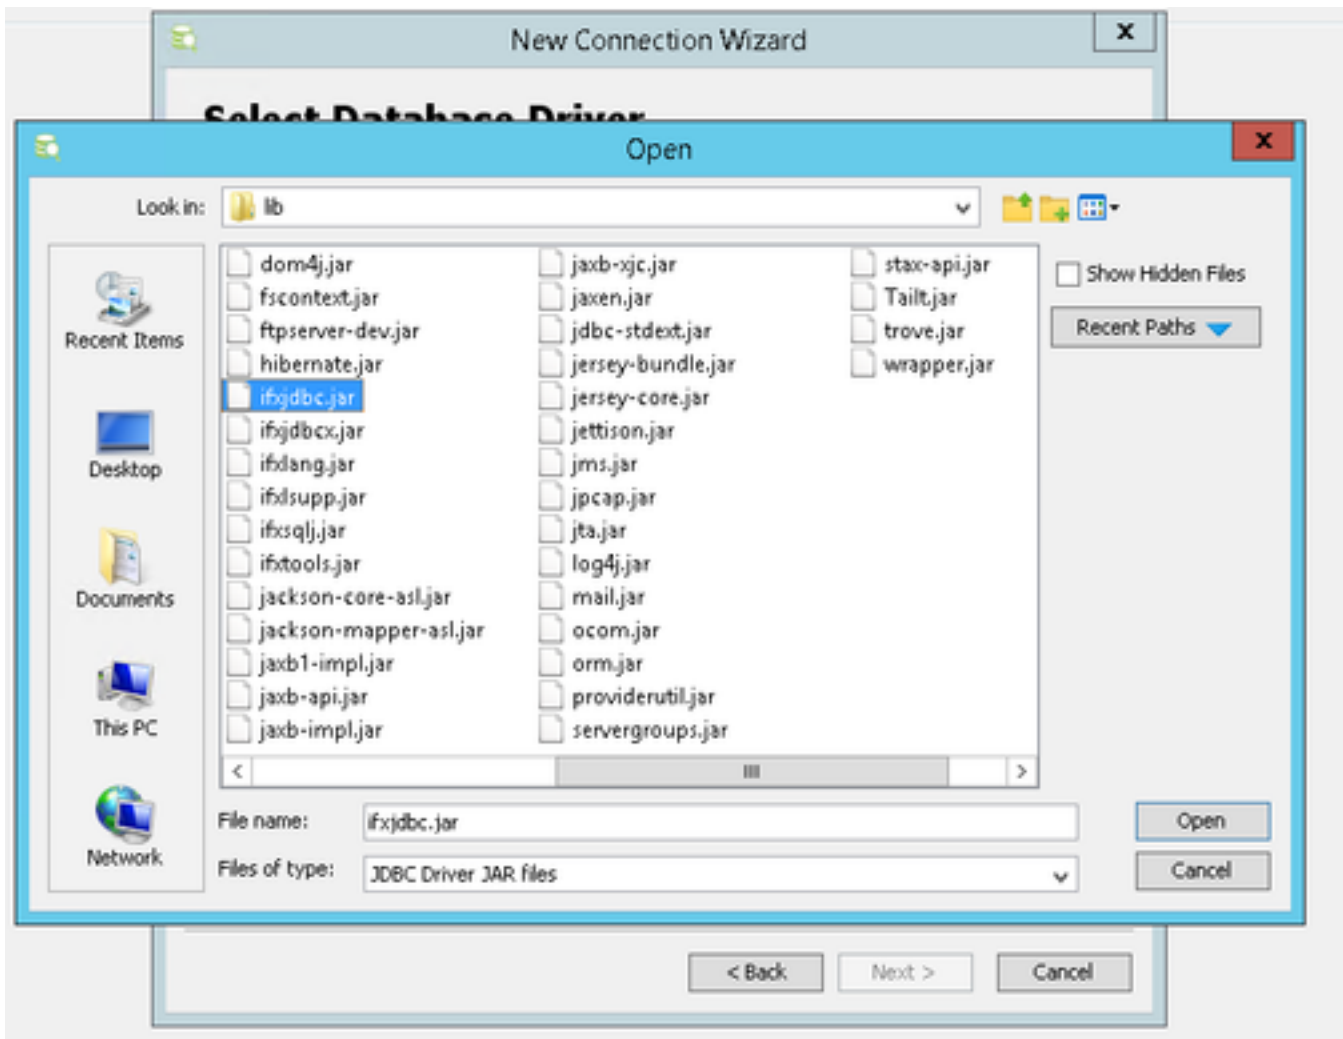 New Connection Wizard
x
Select Database Driver
Open
x
Look in:
lib
Recent Items
Desktop
Documents
This PC
Network
dom4j.jar
fscontext.jar
ftpserver-dev.jar
hibernate.jar
ifxjdbc.jar
ifxjdbcx.jar
ifxlang.jar
ifxlsupp.jar
ifxsqlj.jar
ifxtools.jar
jackson-core-asl.jar
jackson-mapper-asl.jar
jaxb1-impl.jar
jaxb-api.jar
jaxb-impl.jar
jaxb-xjc.jar
jaxen.jar
jdbc-stdext.jar
jersey-bundle.jar
jersey-core.jar
jettison.jar
jms.jar
jpcap.jar
jta.jar
log4j.jar
mail.jar
ocom.jar
orm.jar
providerutil.jar
servergroups.jar
stax-api.jar
Tailt.jar
trove.jar
wrapper.jar
Show Hidden Files
Recent Paths
File name:
ifxjdbc.jar
Open
Files of type:
JDBC Driver JAR files
Cancel
< Back
Next >
Cancel